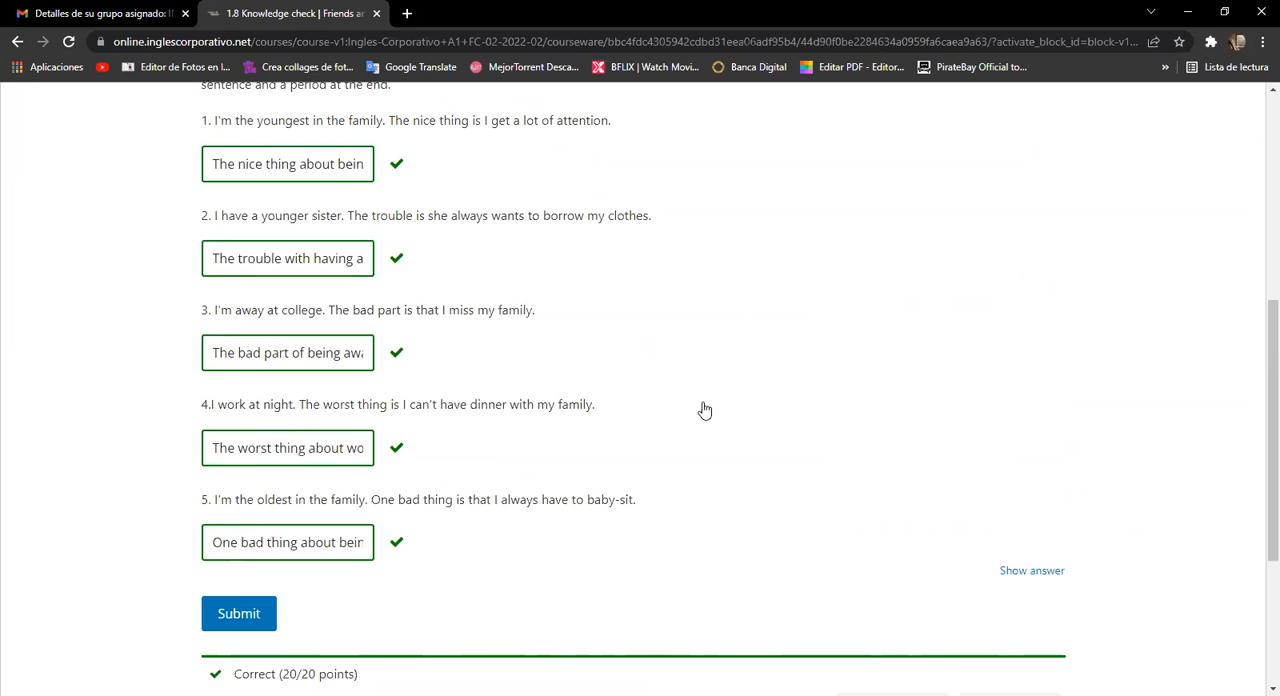 Detalles de su grupo asignado: I
1.8 Knowledge check | Friends ar
online.inglescorporativo.net/courses/course-v1:Ingles-Corporativo+A1+FC-02-2022-02/courseware/bbc4fdc4305942cdbd31eea06adf95b4/44d90f0be2284634a0959fa6caea9a63/?activate_block_id=block-v1...
Aplicaciones
Editor de Fotos en l...
Crea collages de fot...
Google Translate
MejorTorrent Desca...
BFLIX | Watch Movi...
Banca Digital
Editar PDF - Editor...
PirateBay Official to...
»
Lista de lectura
sentence and a period at the end.
1. I'm the youngest in the family. The nice thing is I get a lot of attention.
The nice thing about bein
2. I have a younger sister. The trouble is she always wants to borrow my clothes.
The trouble with having a
3. I'm away at college. The bad part is that I miss my family.
The bad part of being awa
4.I work at night. The worst thing is I can't have dinner with my family.
The worst thing about wo
5. I'm the oldest in the family. One bad thing is that I always have to baby-sit.
One bad thing about bein
Show answer
Submit
Correct (20/20 points)